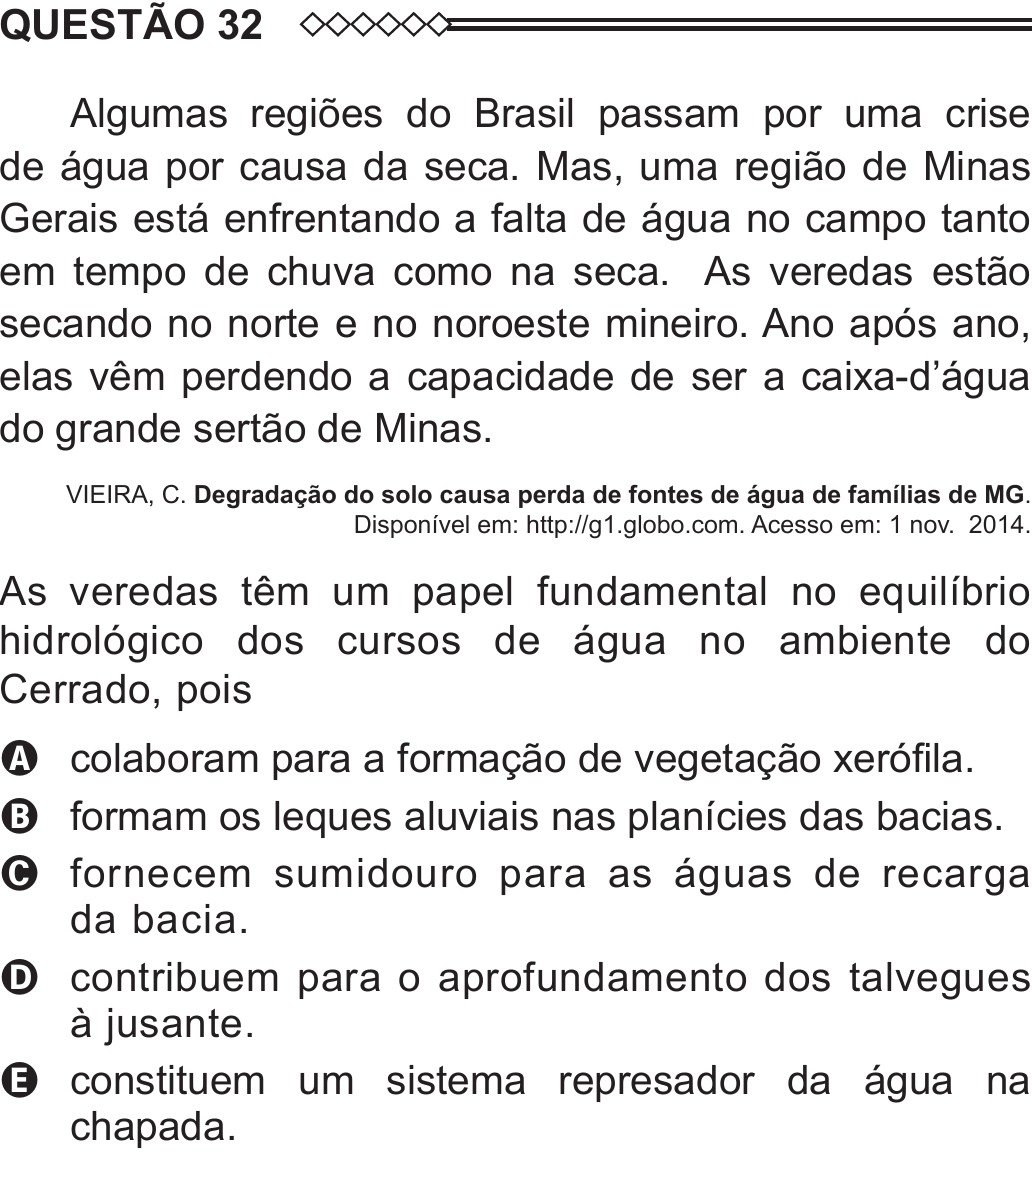 QUESTÃO 32
Algumas regiões do Brasil passam por uma crise
de água por causa da seca. Mas, uma região de Minas
Gerais está enfrentando a falta de água no campo tanto
em tempo de chuva como na seca. As veredas estão
secando no norte e no noroeste mineiro. Ano após ano,
elas vêm perdendo a capacidade de ser a caixa-d’água
do grande sertão de Minas.
VIEIRA, C. Degradação do solo causa perda de fontes de água de famílias de MG.
Disponível em: http://g1.globo.com. Acesso em: 1 nov. 2014.
As veredas têm um papel fundamental no equilíbrio
hidrológico dos cursos de água no ambiente do
Cerrado, pois
A colaboram para a formação de vegetação xerófila.
B formam os leques aluviais nas planícies das bacias.
C fornecem sumidouro para as águas de recarga
da bacia.
D contribuem para o aprofundamento dos talvegues
à jusante.
E constituem um sistema represador da água na
chapada.